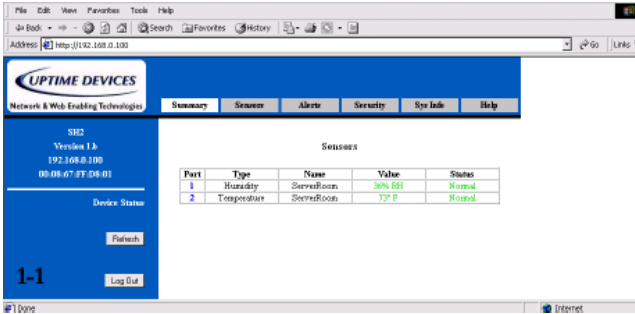 File Edit View Favorites Tools Help
Back Search Favorites History
Address http://192.168.0.100 Go Links
UPTIME DEVICES
Network & Web Enabling Technologies
Summary Sensors Alerts Security Sys Info Help
SH2
Version 1.b
192.168.0.100
00:08:67:FF:D8:01
Device Status
Refresh
1-1
Log Out
Sensors
Port Type Name Value Status
1 Humidity ServerRoom 36% RH Normal
2 Temperature ServerRoom 73° F Normal
Done Internet